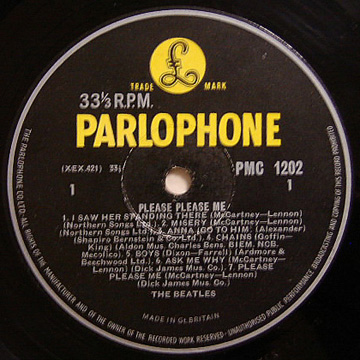 £
TRADE MARK
33⅓ R.P.M.
PARLOPHONE
(XEX.421) 33⅓ PMC 1202
1 1
PLEASE PLEASE ME
1. I SAW HER STANDING THERE (McCartney—Lennon)
(Northern Songs Ltd.) 2. MISERY (McCartney—Lennon)
(Northern Songs Ltd.) 3. ANNA (GO TO HIM) (Alexander)
(Shapiro Bernstein & Co. Ltd.) 4. CHAINS (Goffin—
King) (Aldon Mus. Charles Bens. BIEM. NCB.
Mecolico.) 5. BOYS (Dixon—Farrell) (Ardmore &
Beechwood Ltd.) 6. ASK ME WHY (McCartney—Lennon)
(Dick James Mus. Co.) 7. PLEASE
PLEASE ME (McCartney—Lennon)
(Dick James Mus. Co.)
THE BEATLES
MADE IN Gt. BRITAIN
THE PARLOPHONE CO. LTD. ALL RIGHTS OF THE MANUFACTURER AND OF THE OWNER OF THE RECORDED WORK RESERVED—UNAUTHORISED PUBLIC PERFORMANCE BROADCASTING AND COPYING OF THIS RECORD PROHIBITED